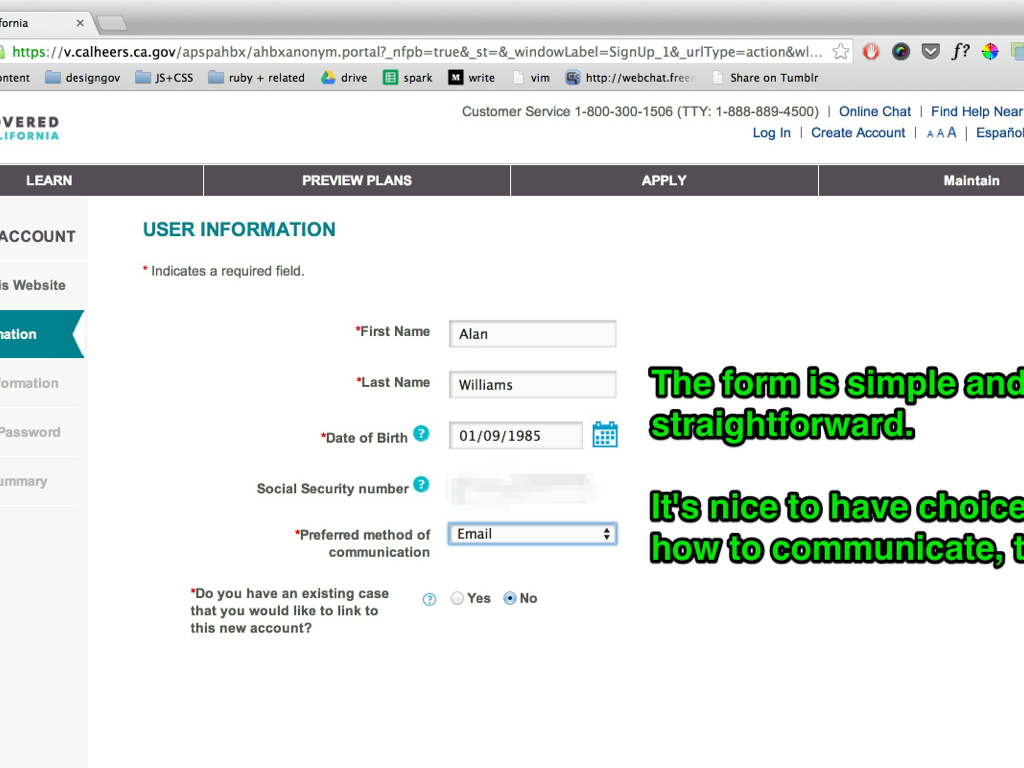 fornia
https://v.calheers.ca.gov/apspahbx/ahbxanonym.portal?_nfpb=true&_st=&_windowLabel=SignUp_1&_urlType=action&wl...
f?
ontent designgov JS+CSS ruby + related drive spark M write vim http://webchat.freen Share on Tumblr
VERED
LIFORNIA
Customer Service 1-800-300-1506 (TTY: 1-888-889-4500) | Online Chat | Find Help Near
Log In | Create Account | A A A | Español
LEARN PREVIEW PLANS APPLY Maintain
ACCOUNT
is Website
mation
formation
Password
ummary
USER INFORMATION
* Indicates a required field.
*First Name Alan
*Last Name Williams
*Date of Birth ? 01/09/1985
Social Security number ?
*Preferred method of
communication
Email
*Do you have an existing case
that you would like to link to
this new account?
? Yes No
The form is simple and
straightforward.
It's nice to have choice
how to communicate, t